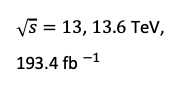 √s = 13, 13.6 TeV,
193.4 fb ⁻¹